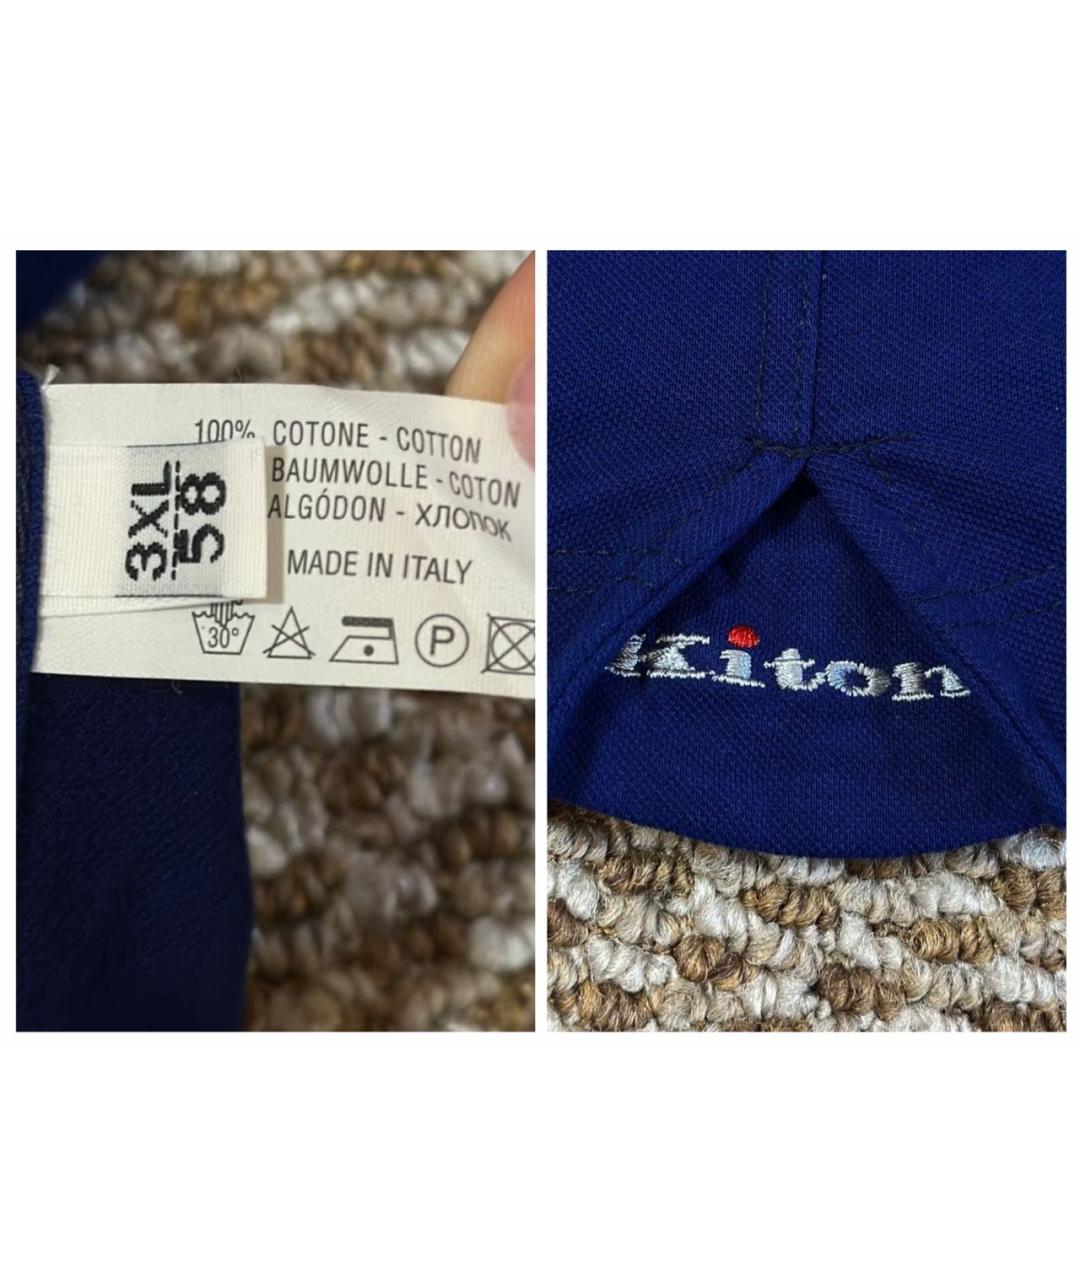 100% COTONE - COTTON
BAUMWOLLE - COTON
ALGÓDON - ХЛОПОК
MADE IN ITALY
3XL
58
30°
P
Kiton